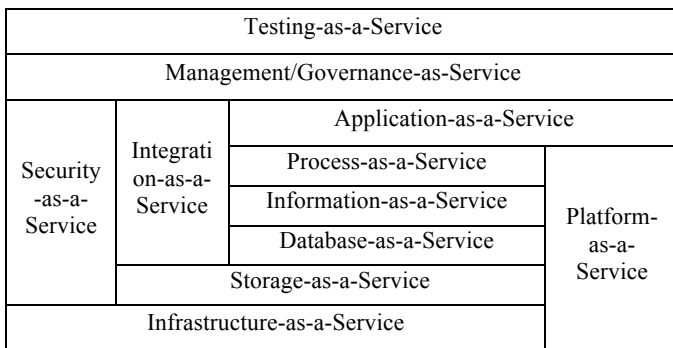 Testing-as-a-Service
Management/Governance-as-Service
Security
-as-a-
Service
Integrati
on-as-a-
Service
Application-as-a-Service
Process-as-a-Service
Information-as-a-Service
Database-as-a-Service
Platform-
as-a-
Service
Storage-as-a-Service
Infrastructure-as-a-Service